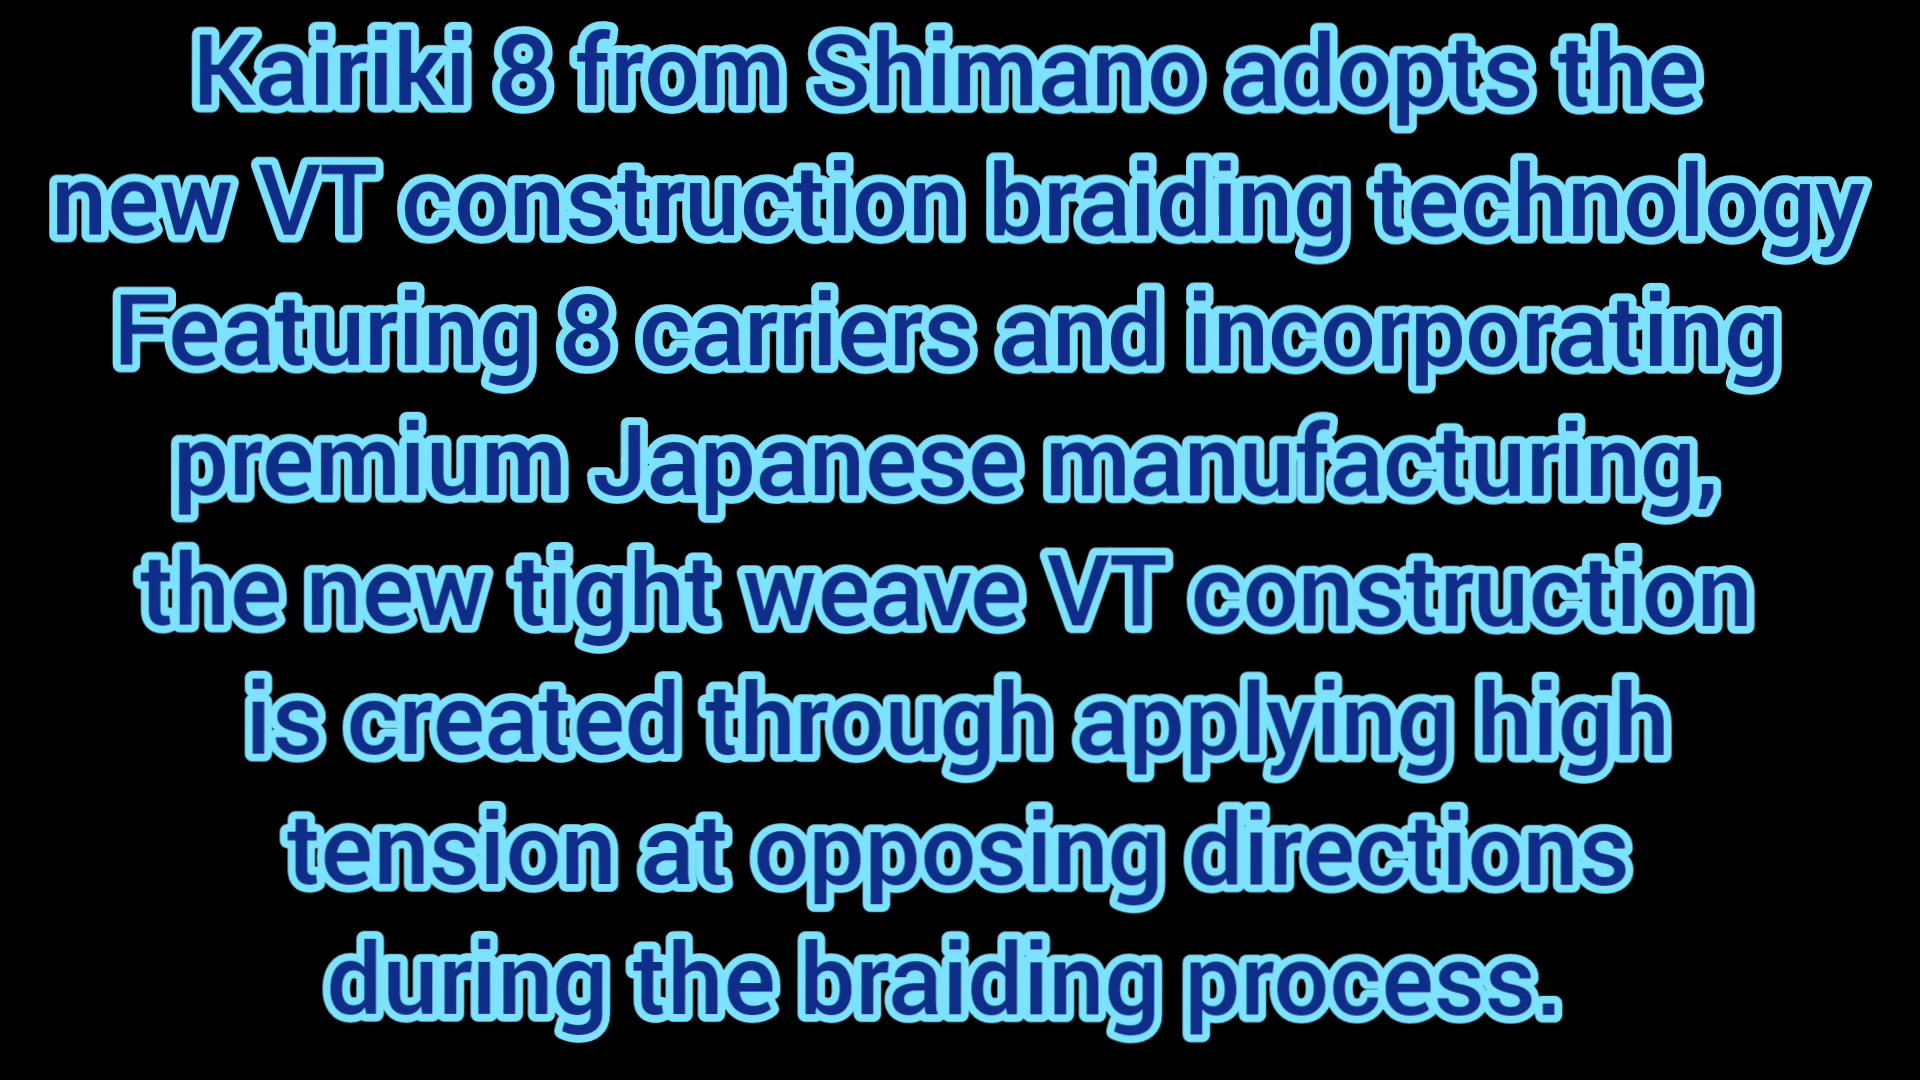 Kairiki 8 from Shimano adopts the
new VT construction braiding technology
Featuring 8 carriers and incorporating
premium Japanese manufacturing,
the new tight weave VT construction
is created through applying high
tension at opposing directions
during the braiding process.